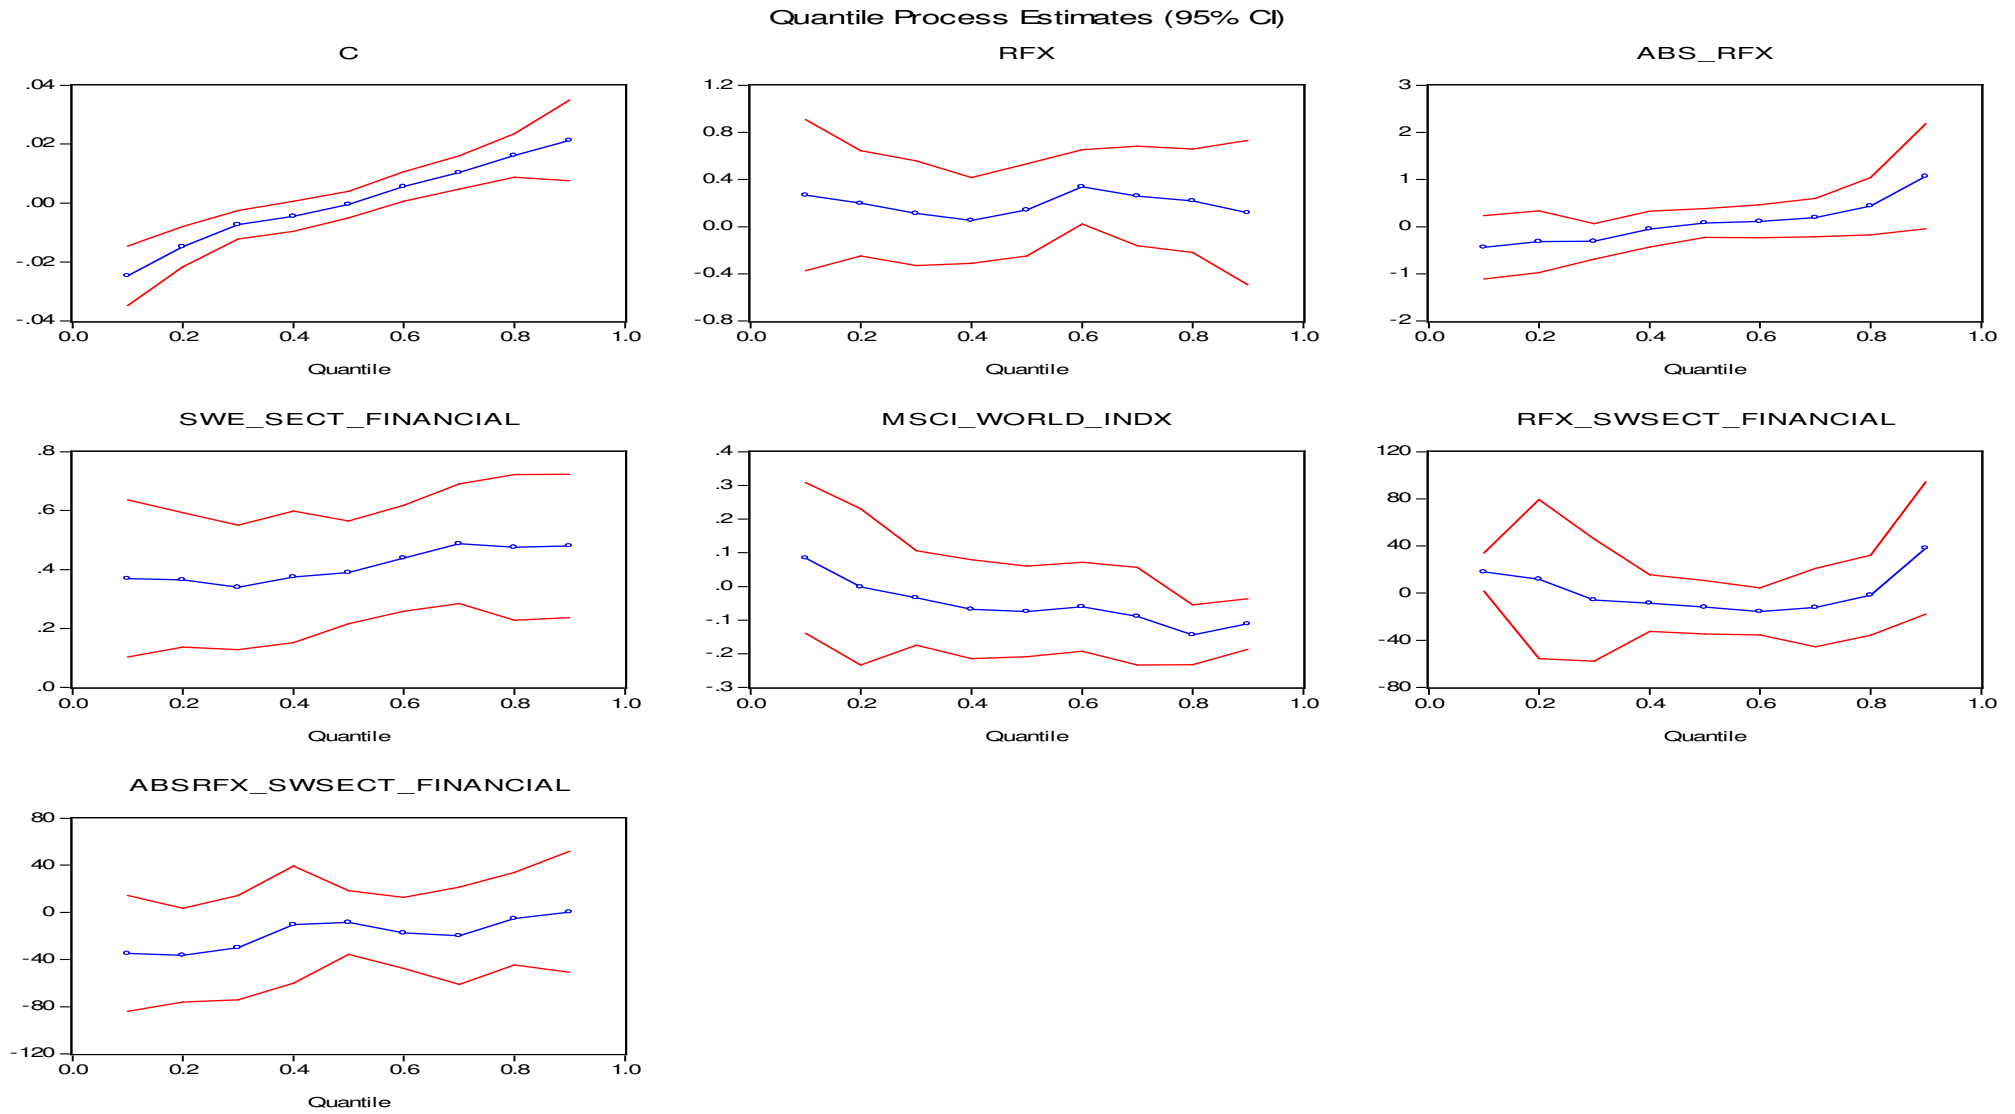 Quantile Process Estimates (95% CI)
C
.04
.02
.00
-.02
-.04
0.0 0.2 0.4 0.6 0.8 1.0
Quantile
RFX
1.2
0.8
0.4
0.0
-0.4
-0.8
0.0 0.2 0.4 0.6 0.8 1.0
Quantile
ABS_RFX
3
2
1
0
-1
-2
0.0 0.2 0.4 0.6 0.8 1.0
Quantile
SWE_SECT_FINANCIAL
.8
.6
.4
.2
.0
0.0 0.2 0.4 0.6 0.8 1.0
Quantile
MSCI_WORLD_INDX
.4
.3
.2
.1
.0
-.1
-.2
-.3
0.0 0.2 0.4 0.6 0.8 1.0
Quantile
RFX_SWSECT_FINANCIAL
120
80
40
0
-40
-80
0.0 0.2 0.4 0.6 0.8 1.0
Quantile
ABSRFX_SWSECT_FINANCIAL
80
40
0
-40
-80
-120
0.0 0.2 0.4 0.6 0.8 1.0
Quantile